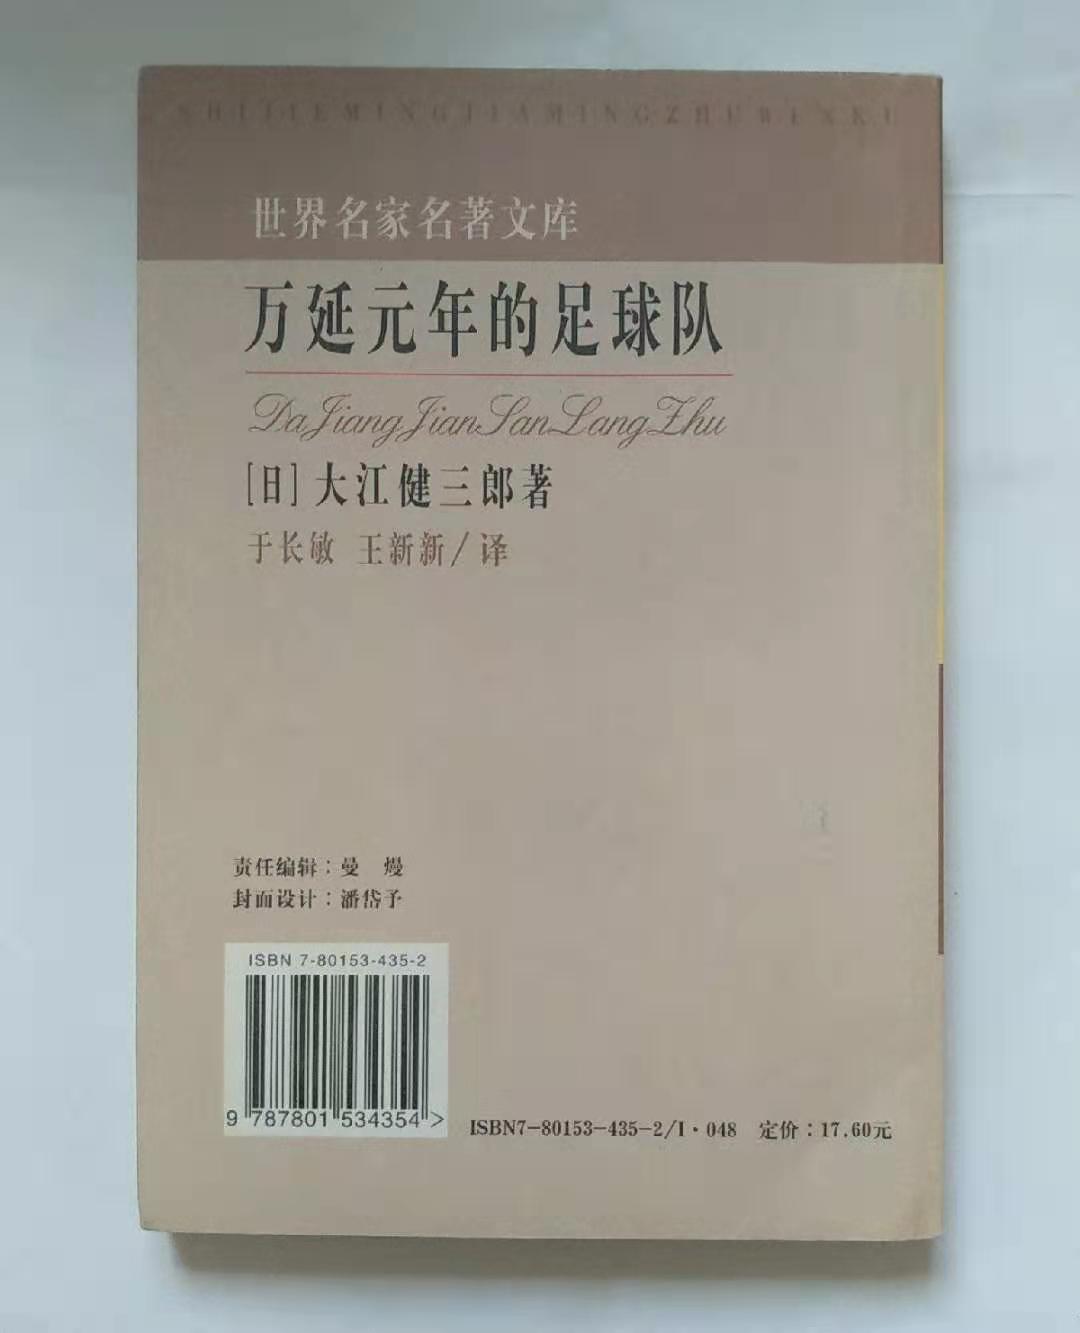 SHIJIEMINGJIAMINGZHUWENKU
世界名家名著文库
万延元年的足球队
DaJiangJianSanLangZhu
[日]大江健三郎著
于长敏 王新新/译
责任编辑:曼 熳
封面设计:潘岱予
ISBN 7-80153-435-2
9 787801 534354 >
ISBN7-80153-435-2/I·048 定价:17.60元